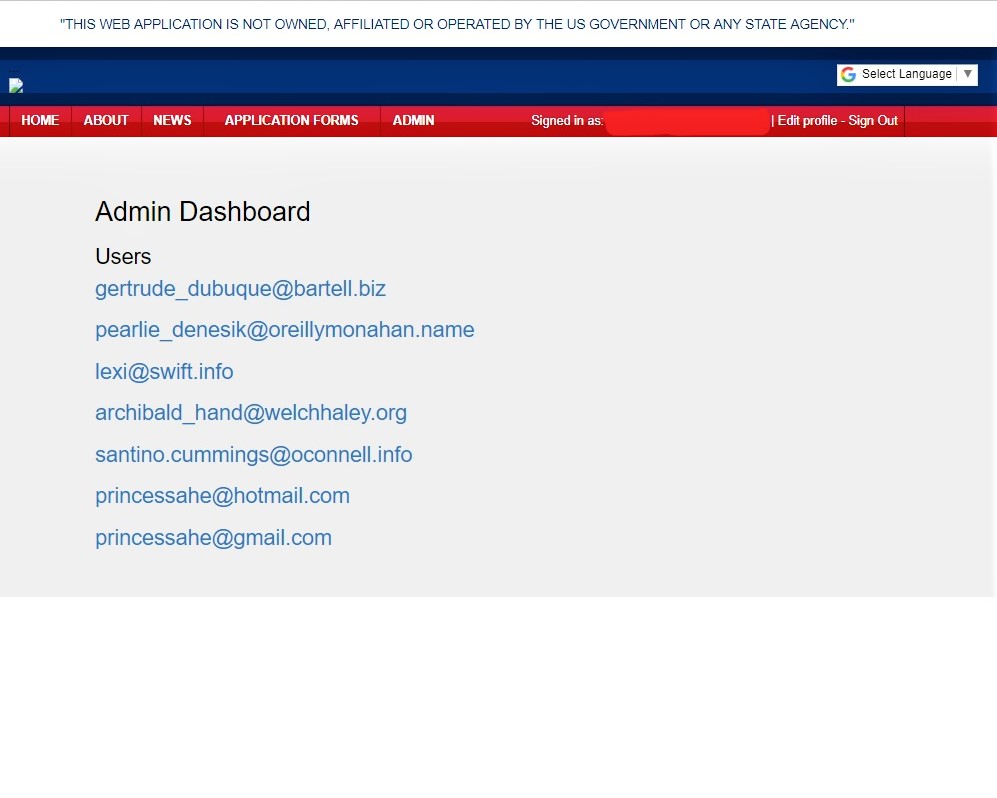 "THIS WEB APPLICATION IS NOT OWNED, AFFILIATED OR OPERATED BY THE US GOVERNMENT OR ANY STATE AGENCY."
Select Language ▼
HOME ABOUT NEWS APPLICATION FORMS ADMIN Signed in as: | Edit profile - Sign Out
Admin Dashboard
Users
gertrude_dubuque@bartell.biz
pearlie_denesik@oreillymonahan.name
lexi@swift.info
archibald_hand@welchhaley.org
santino.cummings@oconnell.info
princessahe@hotmail.com
princessahe@gmail.com